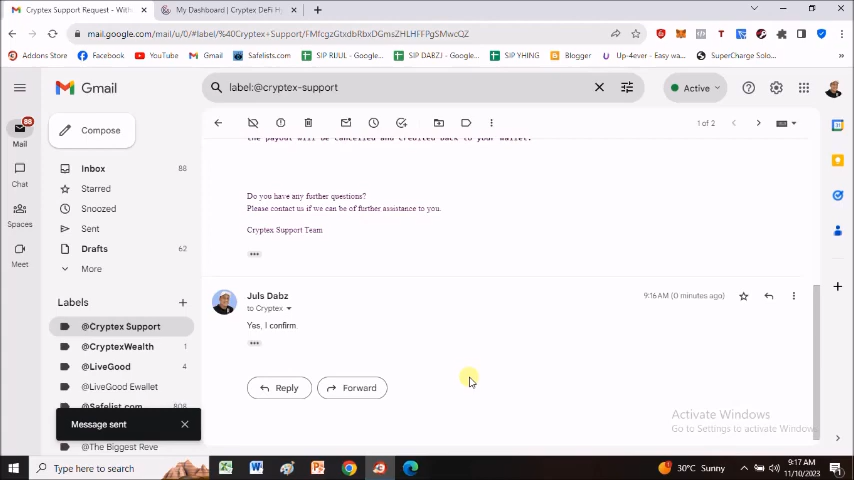 Cryptex Support Request - With
My Dashboard | Cryptex DeFi H
mail.google.com/mail/u/0/#label/%40Cryptex+Support/FMfcgzGtxdbRbxDGmsZHLHFFPgSMwcQZ
Addons Store
Facebook
YouTube
Gmail
Safelists.com
SIP RUUL - Google...
SIP DABZJ - Google...
SIP YHING
Blogger
Up-4ever - Easy wa...
SuperCharge Solo...
Gmail
label:@cryptex-support
Active
88
Mail
Chat
Spaces
Meet
Compose
Inbox 88
Starred
Snoozed
Sent
Drafts 62
More
Labels
@Cryptex Support
@CryptexWealth 1
@LiveGood 4
@LiveGood Ewallet
@Safelist.com 808
@The Biggest Reve
Message sent
1 of 2
the payout will be cancelled and credited back to your wallet.
Do you have any further questions?
Please contact us if we can be of further assistance to you.
Cryptex Support Team
Juls Dabz
to Cryptex
9:16 AM (0 minutes ago)
Yes, I confirm.
Reply
Forward
Activate Windows
Go to Settings to activate Windows.
Type here to search
30°C Sunny
9:17 AM
11/10/2023